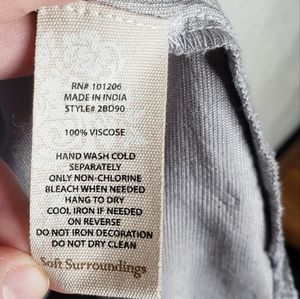 RN# 101206
MADE IN INDIA
STYLE# 2BD90
100% VISCOSE
HAND WASH COLD
SEPARATELY
ONLY NON-CHLORINE
BLEACH WHEN NEEDED
HANG TO DRY
COOL IRON IF NEEDED
ON REVERSE
DO NOT IRON DECORATION
DO NOT DRY CLEAN
Soft Surroundings